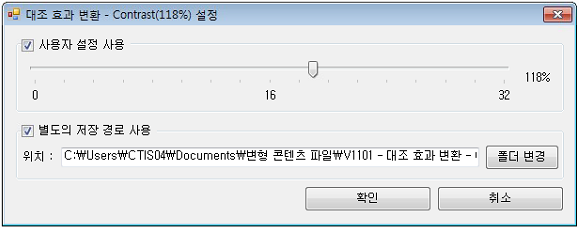 대조 효과 변환 - Contrast(118%) 설정
사용자 설정 사용
118%
0 16 32
별도의 저장 경로 사용
위치 : C:₩Users₩CTIS04₩Documents₩변형 콘텐츠 파일₩V1101 - 대조 효과 변환 - 폴더 변경
확인 취소